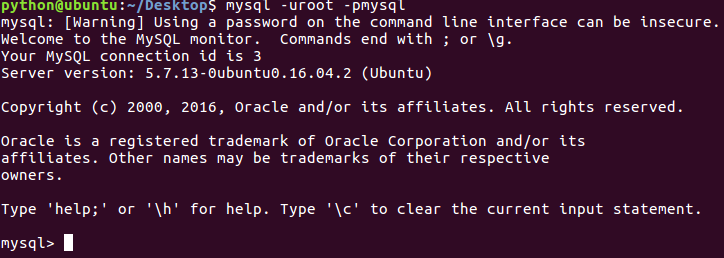 python@ubuntu:~/Desktop$ mysql -uroot -pmysql
mysql: [Warning] Using a password on the command line interface can be insecure.
Welcome to the MySQL monitor.  Commands end with ; or \g.
Your MySQL connection id is 3
Server version: 5.7.13-0ubuntu0.16.04.2 (Ubuntu)

Copyright (c) 2000, 2016, Oracle and/or its affiliates. All rights reserved.

Oracle is a registered trademark of Oracle Corporation and/or its
affiliates. Other names may be trademarks of their respective
owners.

Type 'help;' or '\h' for help. Type '\c' to clear the current input statement.

mysql>